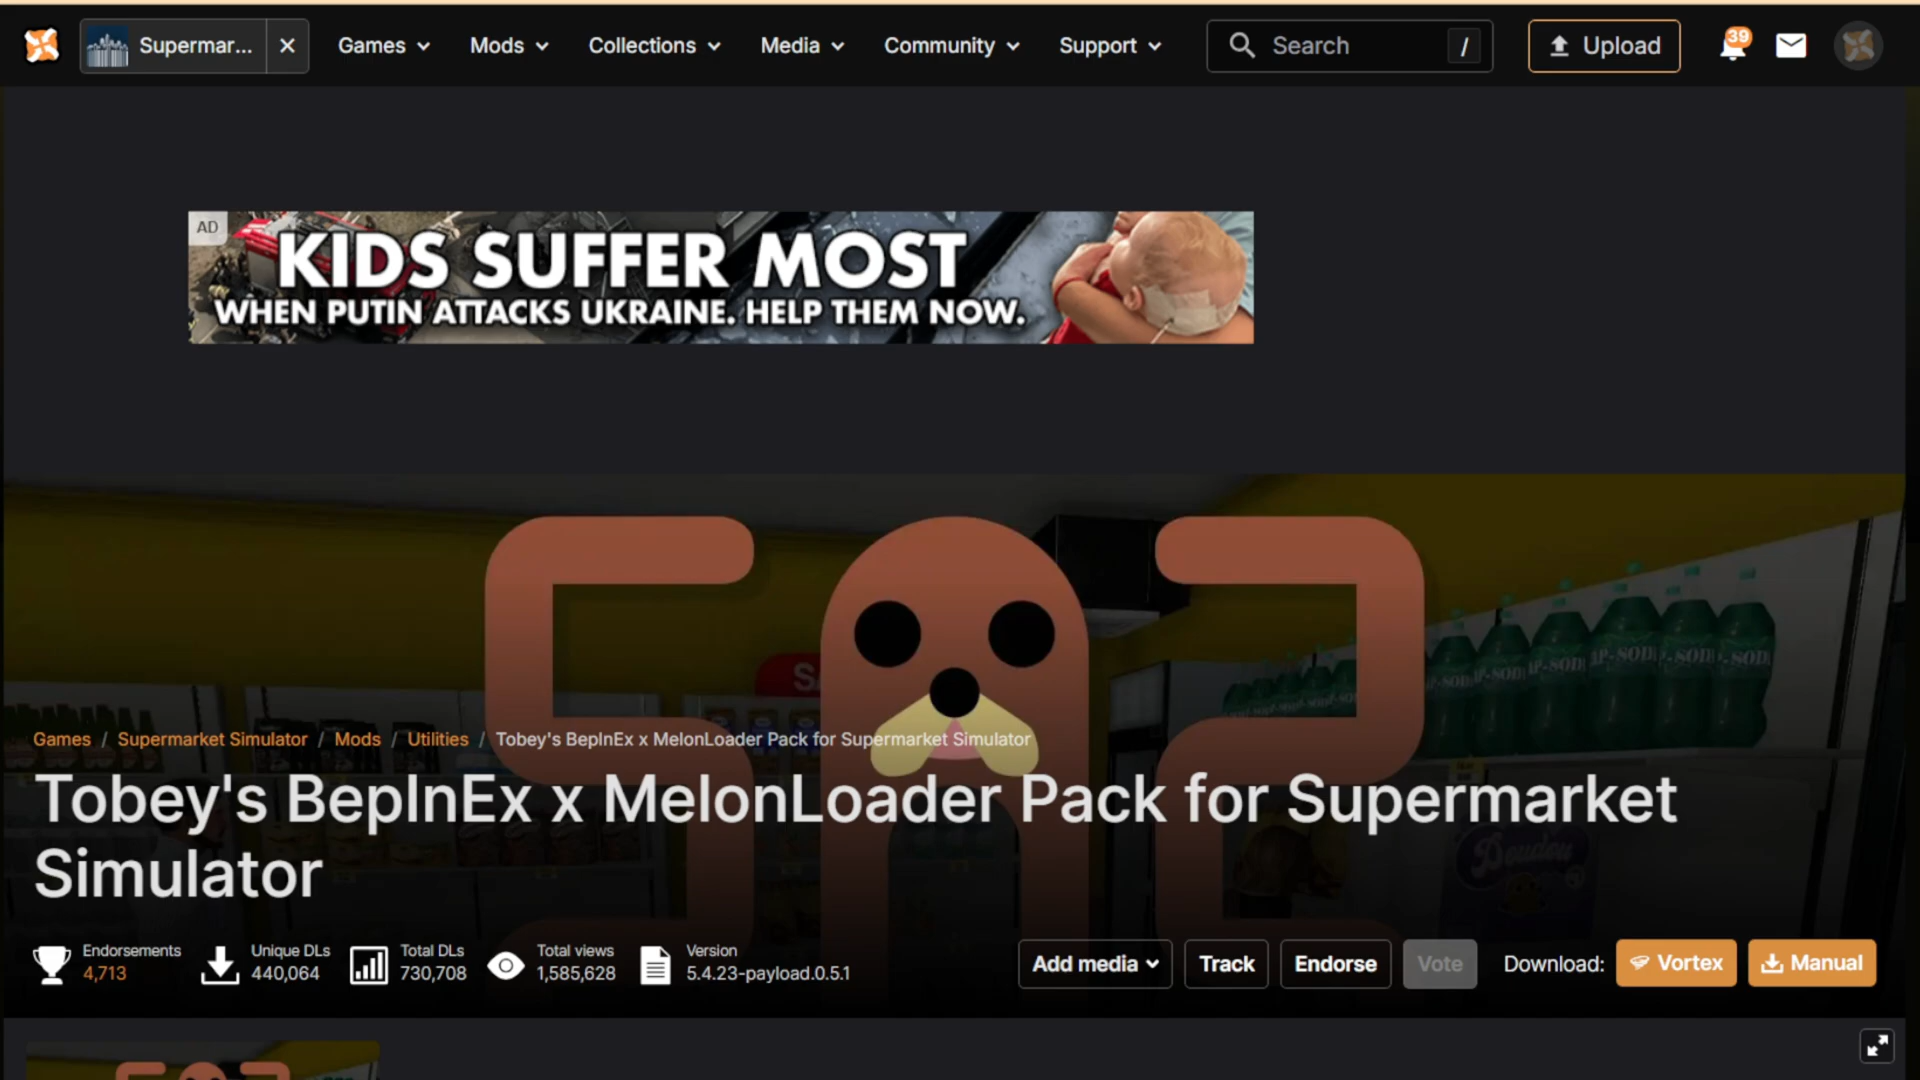 Supermar...
Games
Mods
Collections
Media
Community
Support
Search
/
Upload
39
AD
KIDS SUFFER MOST
WHEN PUTIN ATTACKS UKRAINE. HELP THEM NOW.
Games / Supermarket Simulator / Mods / Utilities / Tobey's BepInEx x MelonLoader Pack for Supermarket Simulator
Tobey's BepInEx x MelonLoader Pack for Supermarket
Simulator
Endorsements
4,713
Unique DLs
440,064
Total DLs
730,708
Total views
1,585,628
Version
5.4.23-payload.0.5.1
Add media
Track
Endorse
Vote
Download:
Vortex
Manual